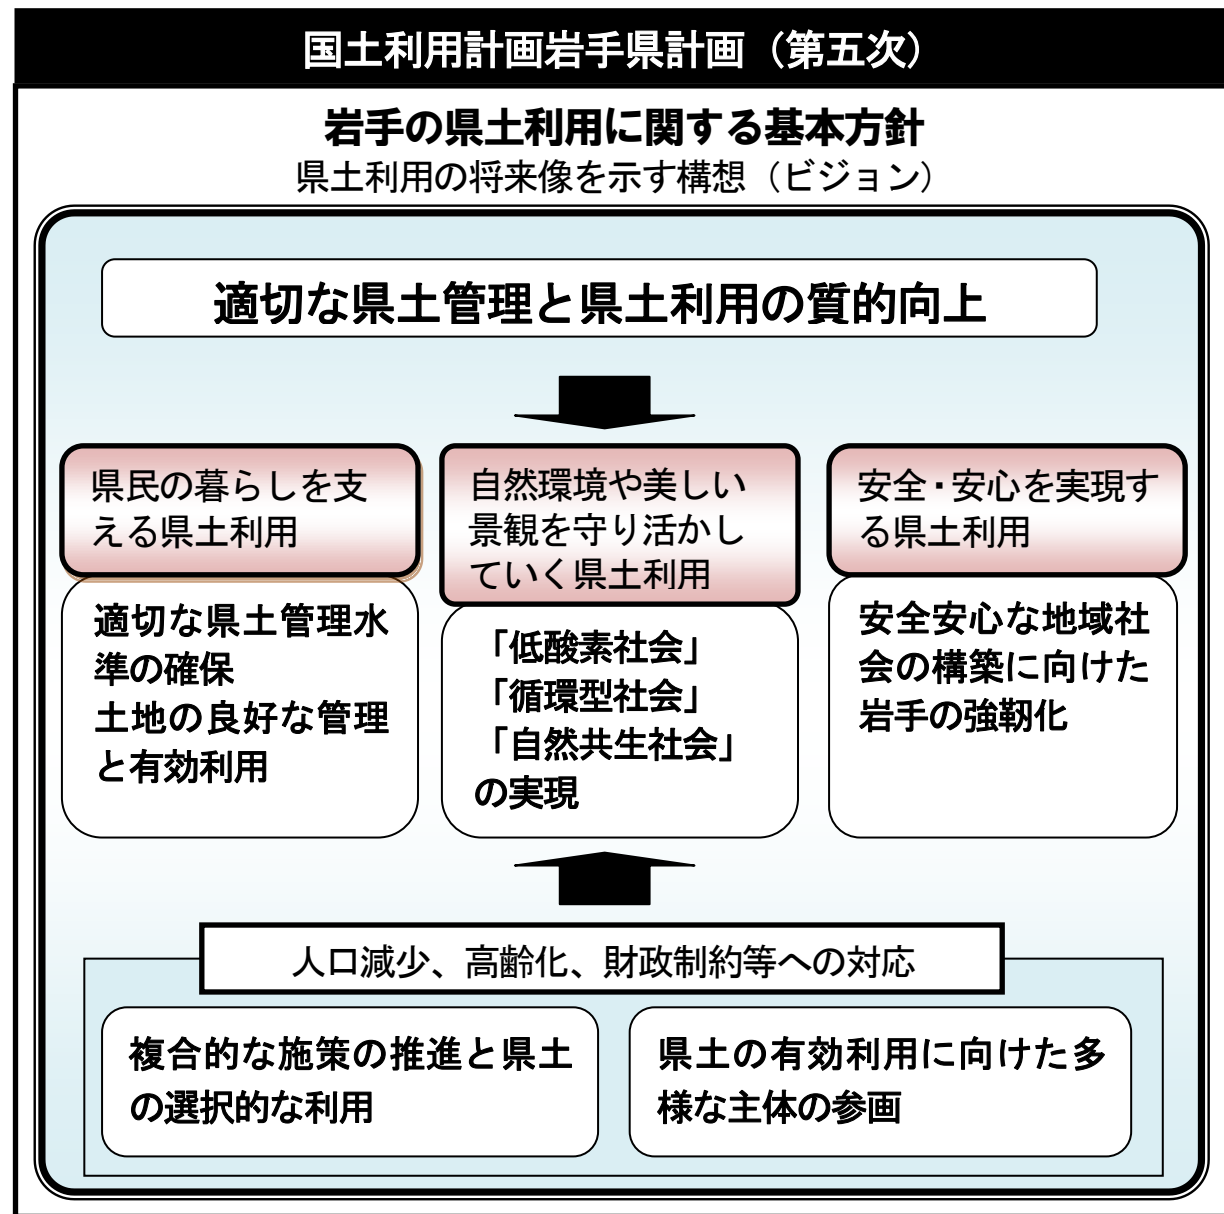 国土利用計画岩手県計画（第五次）
岩手の県土利用に関する基本方針
県土利用の将来像を示す構想（ビジョン）
適切な県土管理と県土利用の質的向上
県民の暮らしを支
える県土利用
適切な県土管理水
準の確保
土地の良好な管理
と有効利用
自然環境や美しい
景観を守り活かし
ていく県土利用
「低酸素社会」
「循環型社会」
「自然共生社会」
の実現
安全・安心を実現す
る県土利用
安全安心な地域社
会の構築に向けた
岩手の強靭化
人口減少、高齢化、財政制約等への対応
複合的な施策の推進と県土
の選択的な利用
県土の有効利用に向けた多
様な主体の参画